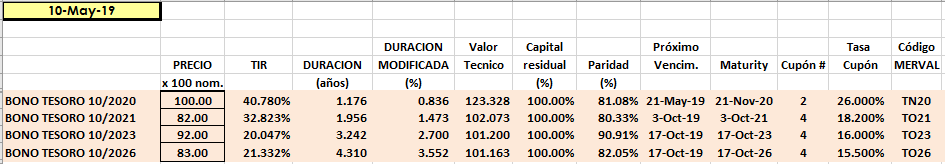 10-May-19
DURACION Valor Capital Próximo Tasa Código
PRECIO TIR DURACION MODIFICADA Tecnico residual Paridad Vencim. Maturity Cupón # Cupón MERVAL
x 100 nom. (años) (%) (%) (%)
BONO TESORO 10/2020 100.00 40.780% 1.176 0.836 123.328 100.00% 81.08% 21-May-19 21-Nov-20 2 26.000% TN20
BONO TESORO 10/2021 82.00 32.823% 1.956 1.473 102.073 100.00% 80.33% 3-Oct-19 3-Oct-21 4 18.200% TO21
BONO TESORO 10/2023 92.00 20.047% 3.242 2.700 101.200 100.00% 90.91% 17-Oct-19 17-Oct-23 4 16.000% TO23
BONO TESORO 10/2026 83.00 21.332% 4.310 3.552 101.163 100.00% 82.05% 17-Oct-19 17-Oct-26 4 15.500% TO26